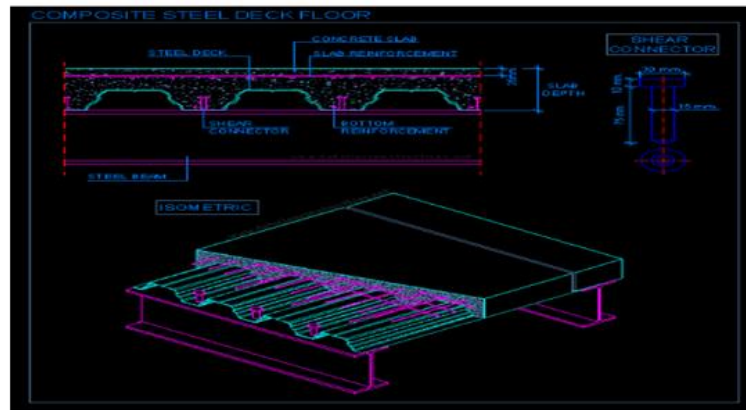 COMPOSITE STEEL DECK FLOOR
CONCRETE SLAB
STEEL DECK
SLAB REINFORCEMENT
SHEAR
CONNECTOR
SLAB
DEPTH
SHEAR
CONNECTOR
BOTTOM
REINFORCEMENT
STEEL BEAM
ISOMETRIC